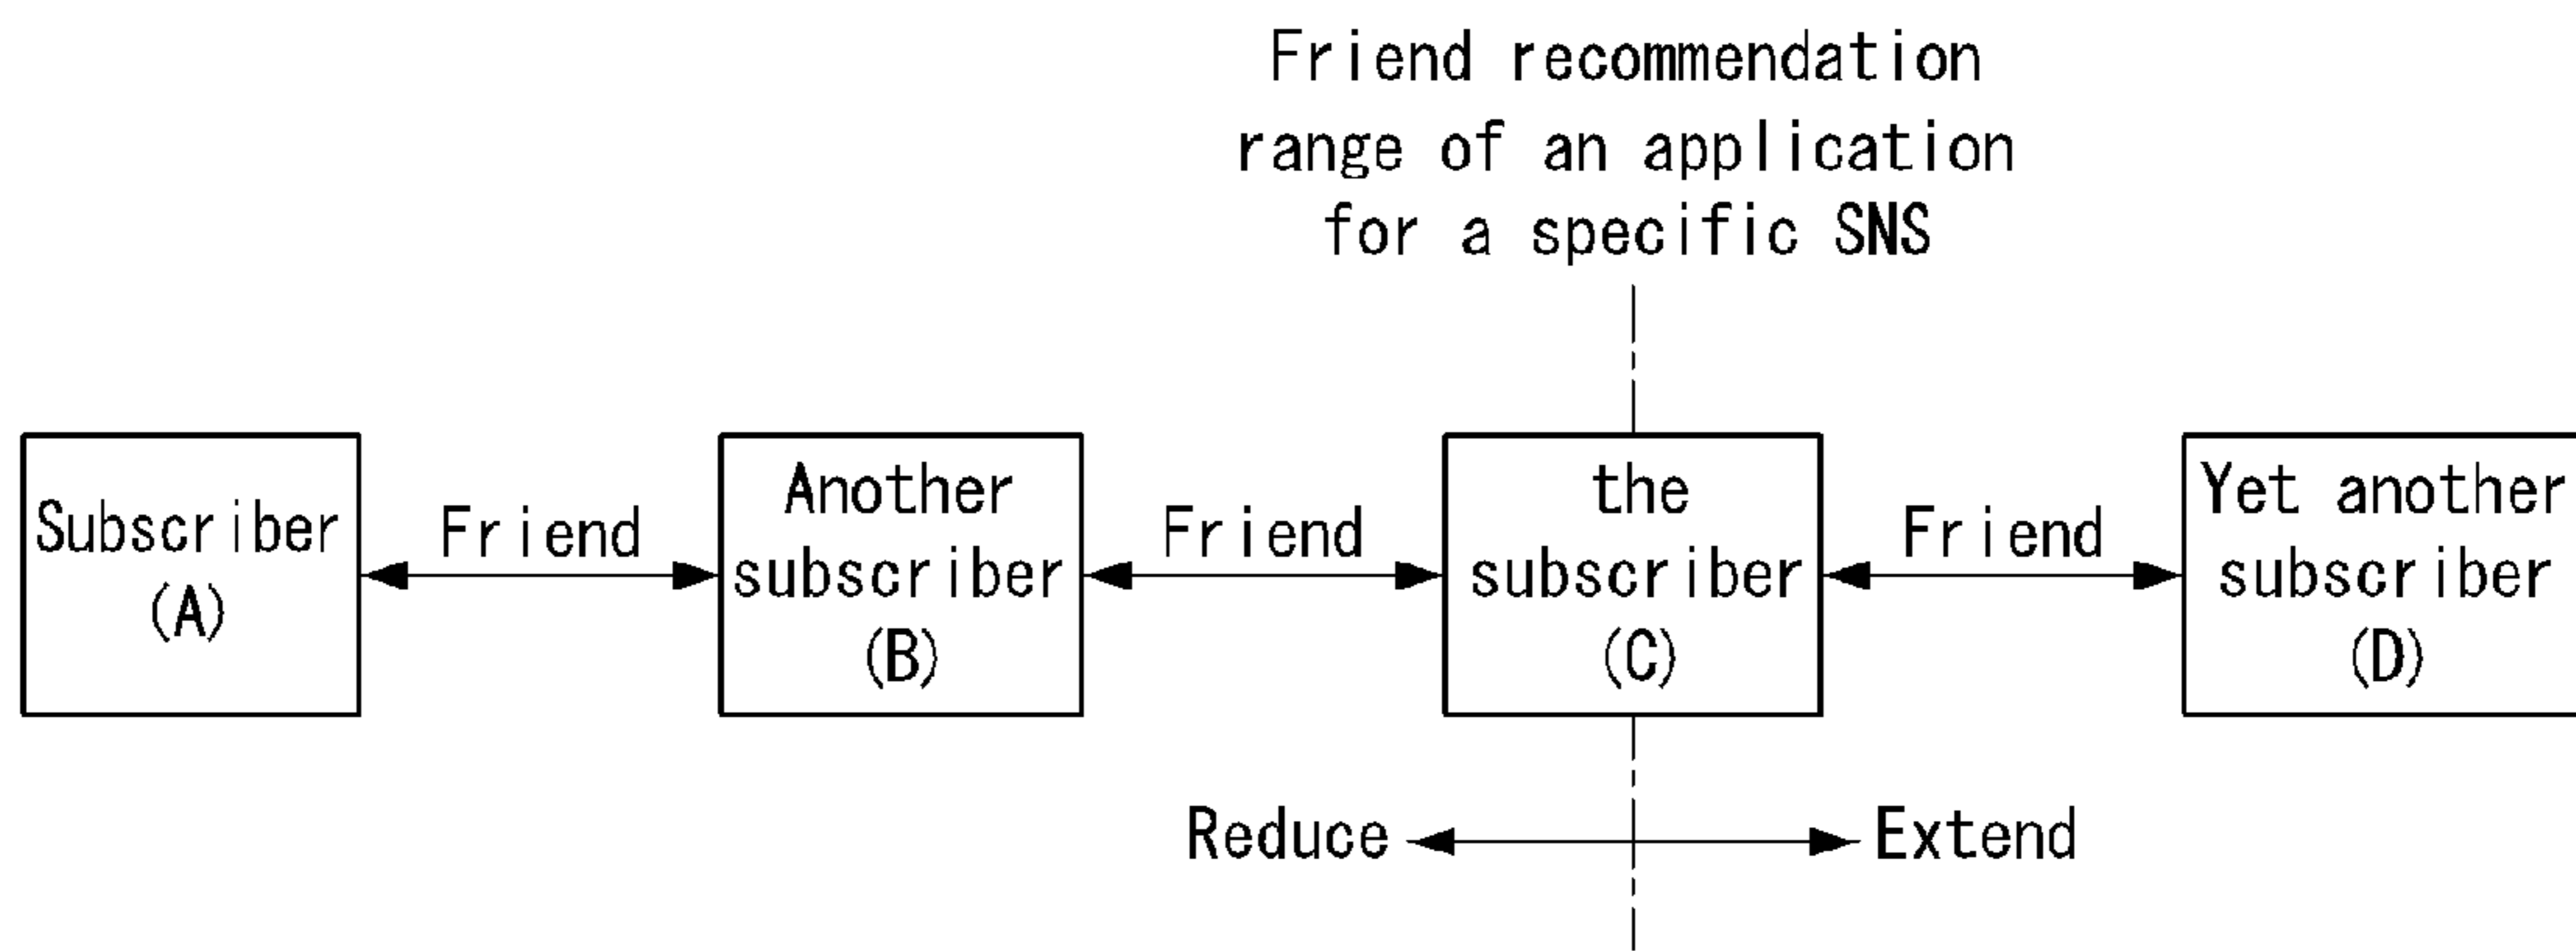 Friend recommendation
range of an application
for a specific SNS
Subscriber
(A)
Friend
Another
subscriber
(B)
Friend
the
subscriber
(C)
Friend
Yet another
subscriber
(D)
Reduce
Extend